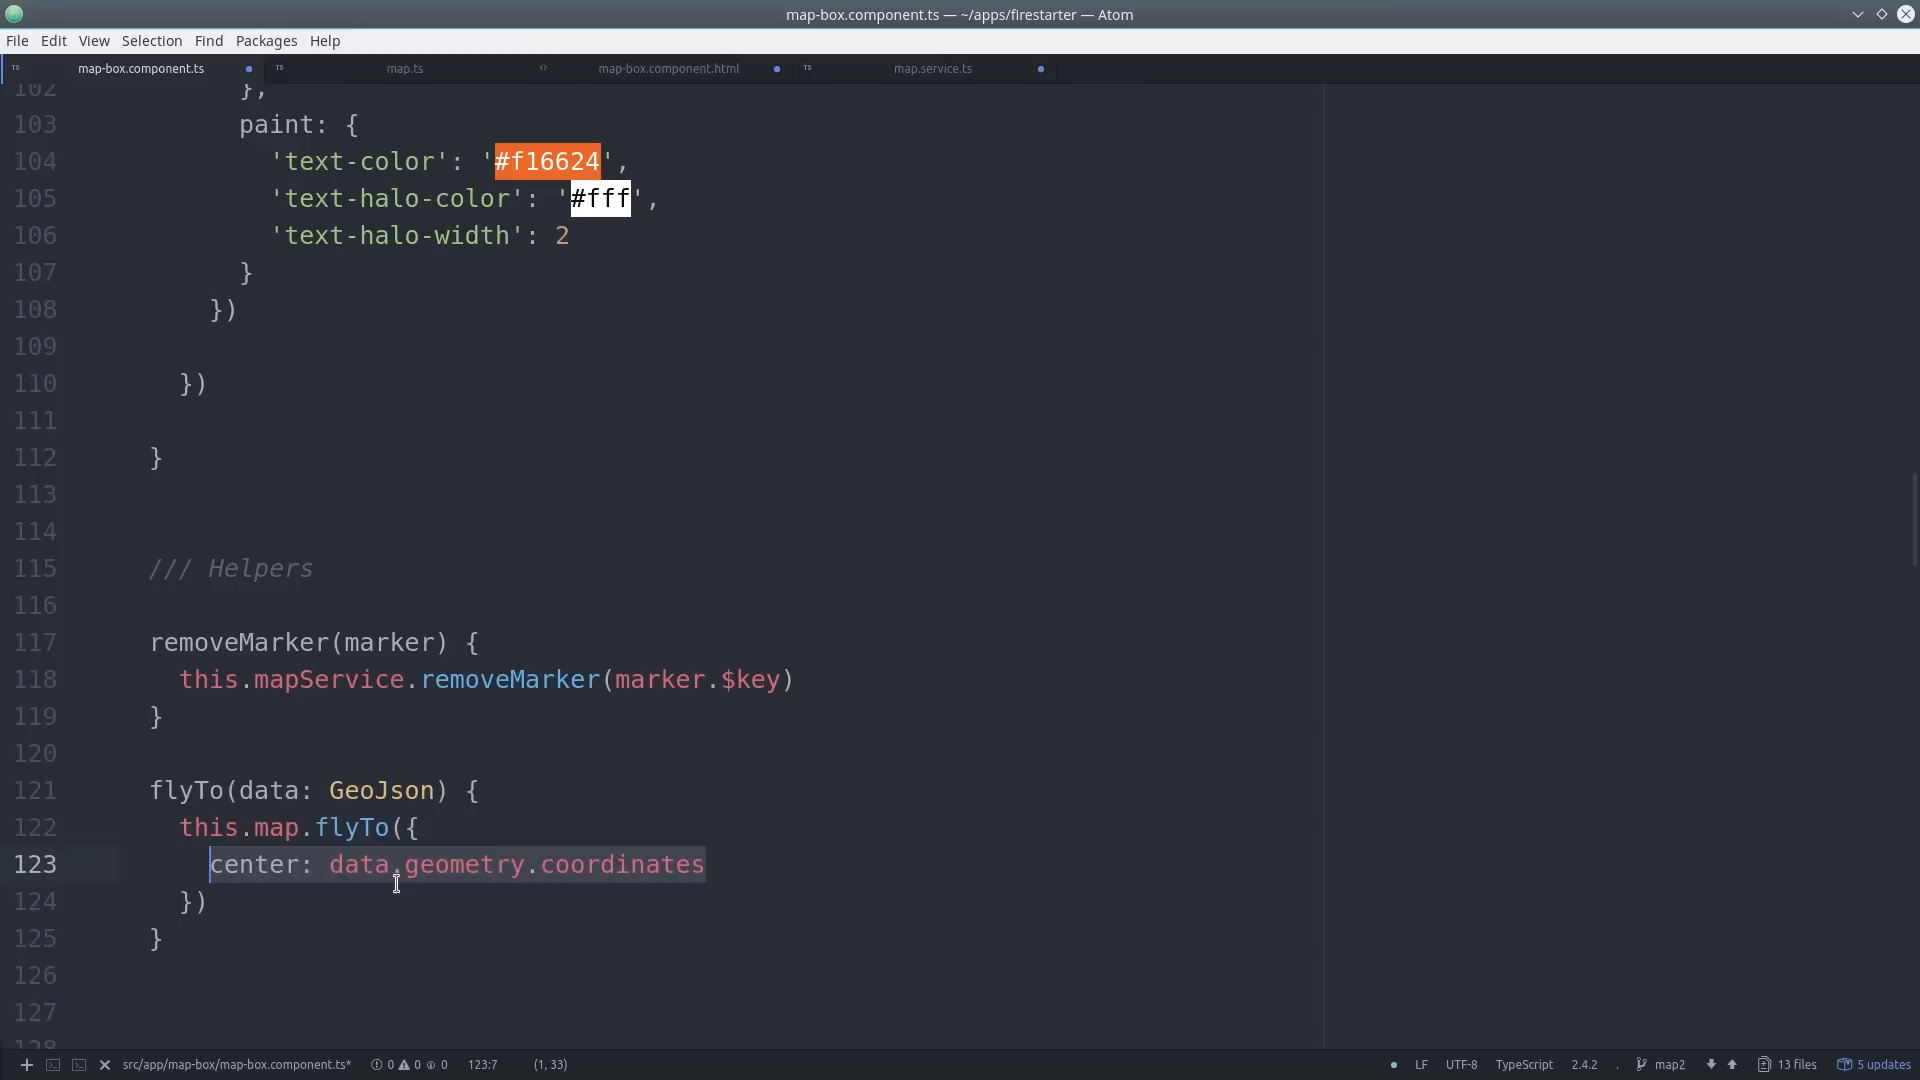 map-box.component.ts — ~/apps/firestarter — Atom
File Edit View Selection Find Packages Help
TS map-box.component.ts TS map.ts <> map-box.component.html TS map.service.ts
102 },
103 paint: {
104 'text-color': '#f16624',
105 'text-halo-color': '#fff',
106 'text-halo-width': 2
107 }
108 })
109
110 })
111
112 }
113
114
115 /// Helpers
116
117 removeMarker(marker) {
118 this.mapService.removeMarker(marker.$key)
119 }
120
121 flyTo(data: GeoJson) {
122 this.map.flyTo({
123 center: data.geometry.coordinates
124 })
125 }
126
127
128
src/app/map-box/map-box.component.ts* 0 0 0 123:7 (1, 33) LF UTF-8 TypeScript 2.4.2 . map2 13 files 5 updates